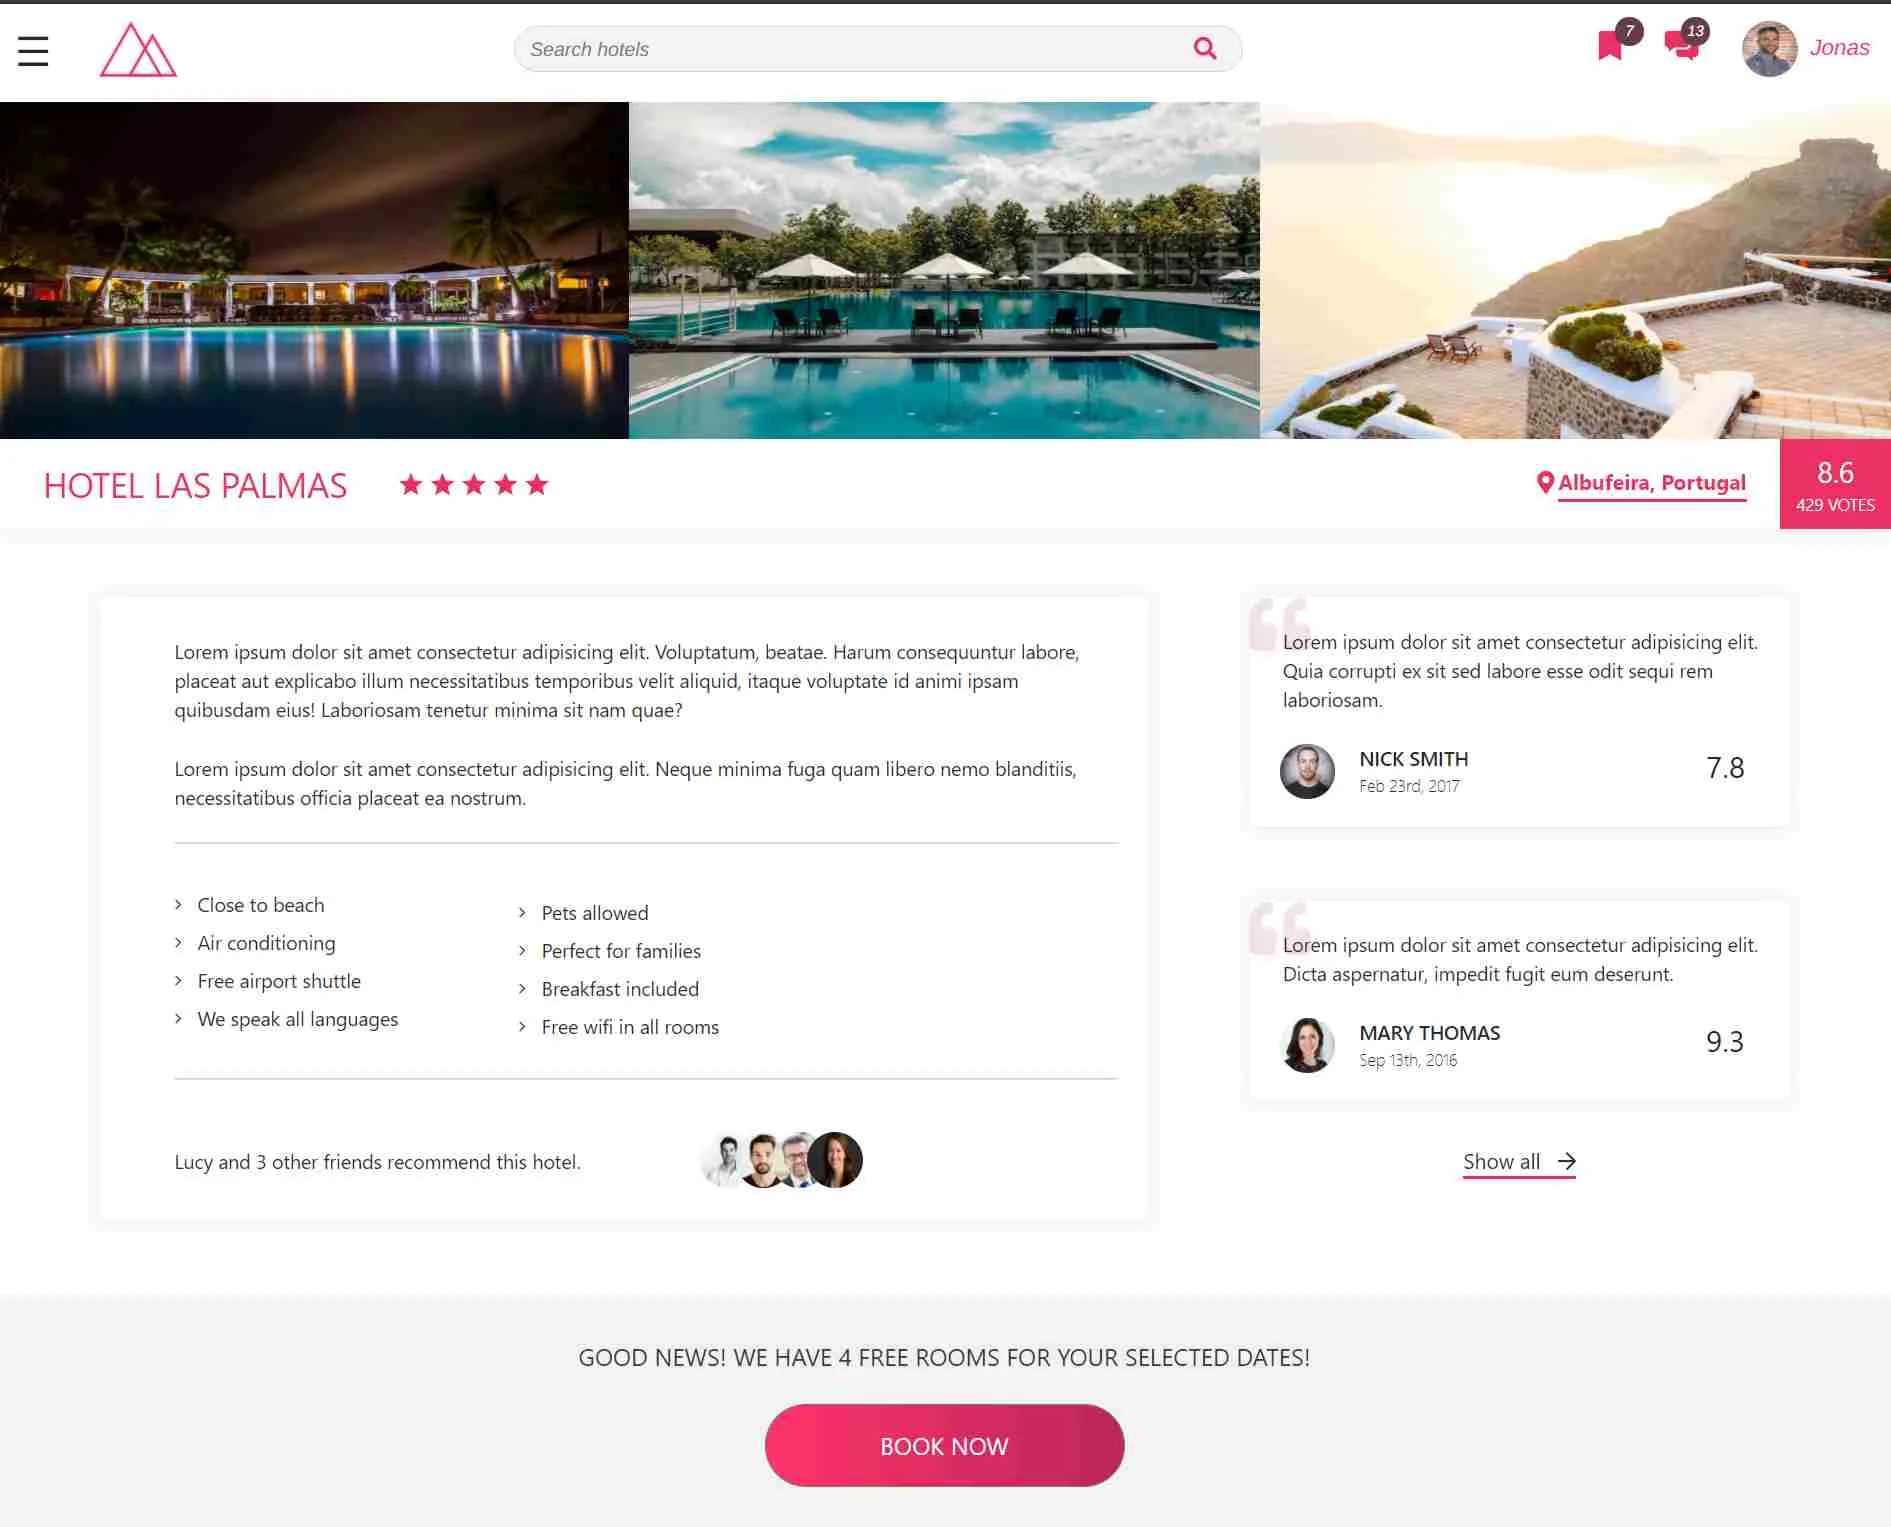 Search hotels
7
13
Jonas
HOTEL LAS PALMAS
Albufeira, Portugal
8.6
429 VOTES
Lorem ipsum dolor sit amet consectetur adipisicing elit. Voluptatum, beatae. Harum consequuntur labore,
placeat aut explicabo illum necessitatibus temporibus velit aliquid, itaque voluptate id animi ipsam
quibusdam eius! Laboriosam tenetur minima sit nam quae?
Lorem ipsum dolor sit amet consectetur adipisicing elit. Neque minima fuga quam libero nemo blanditiis,
necessitatibus officia placeat ea nostrum.
Close to beach
Air conditioning
Free airport shuttle
We speak all languages
Pets allowed
Perfect for families
Breakfast included
Free wifi in all rooms
Lucy and 3 other friends recommend this hotel.
Lorem ipsum dolor sit amet consectetur adipisicing elit.
Quia corrupti ex sit sed labore esse odit sequi rem
laboriosam.
NICK SMITH
Feb 23rd, 2017
7.8
Lorem ipsum dolor sit amet consectetur adipisicing elit.
Dicta aspernatur, impedit fugit eum deserunt.
MARY THOMAS
Sep 13th, 2016
9.3
Show all
GOOD NEWS! WE HAVE 4 FREE ROOMS FOR YOUR SELECTED DATES!
BOOK NOW